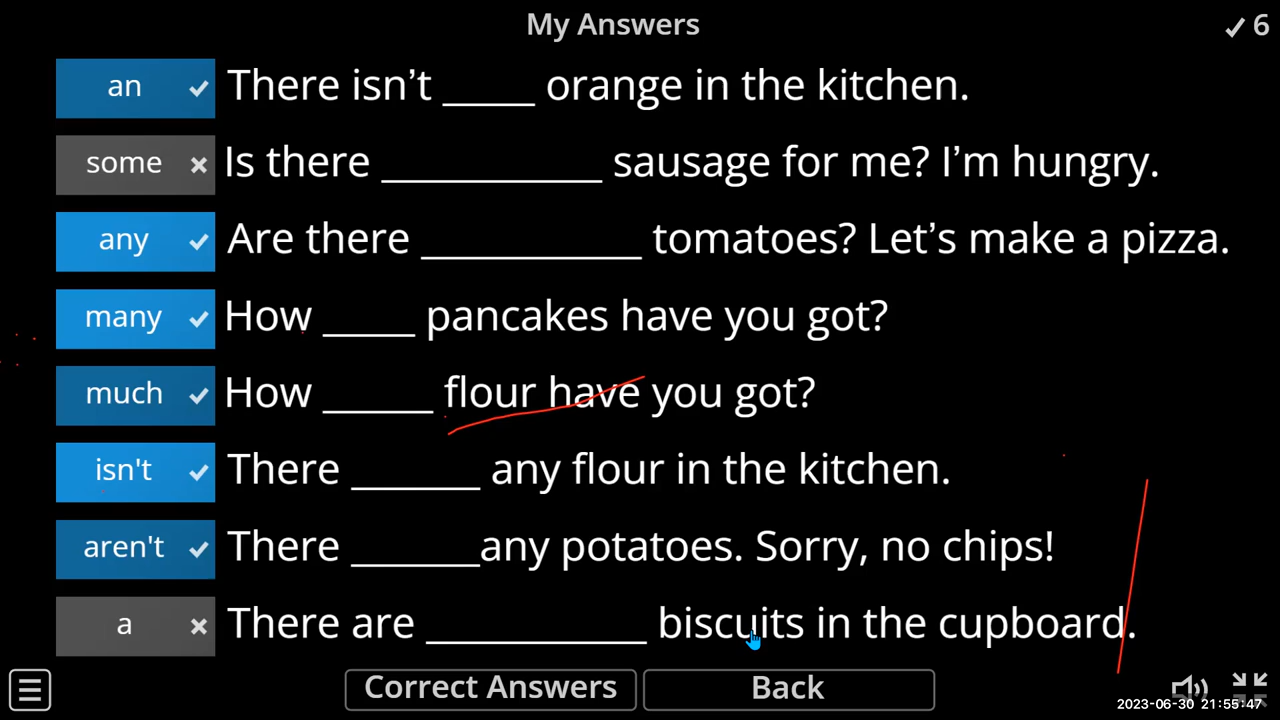 My Answers
✓ 6
an ✓ There isn’t _____ orange in the kitchen.
some ✗ Is there ____________ sausage for me? I’m hungry.
any ✓ Are there ____________ tomatoes? Let’s make a pizza.
many ✓ How _____ pancakes have you got?
much ✓ How ______ flour have you got?
isn't ✓ There _______ any flour in the kitchen.
aren't ✓ There _______any potatoes. Sorry, no chips!
a ✗ There are ____________ biscuits in the cupboard.
Correct Answers
Back
2023-06-30 21:55:47